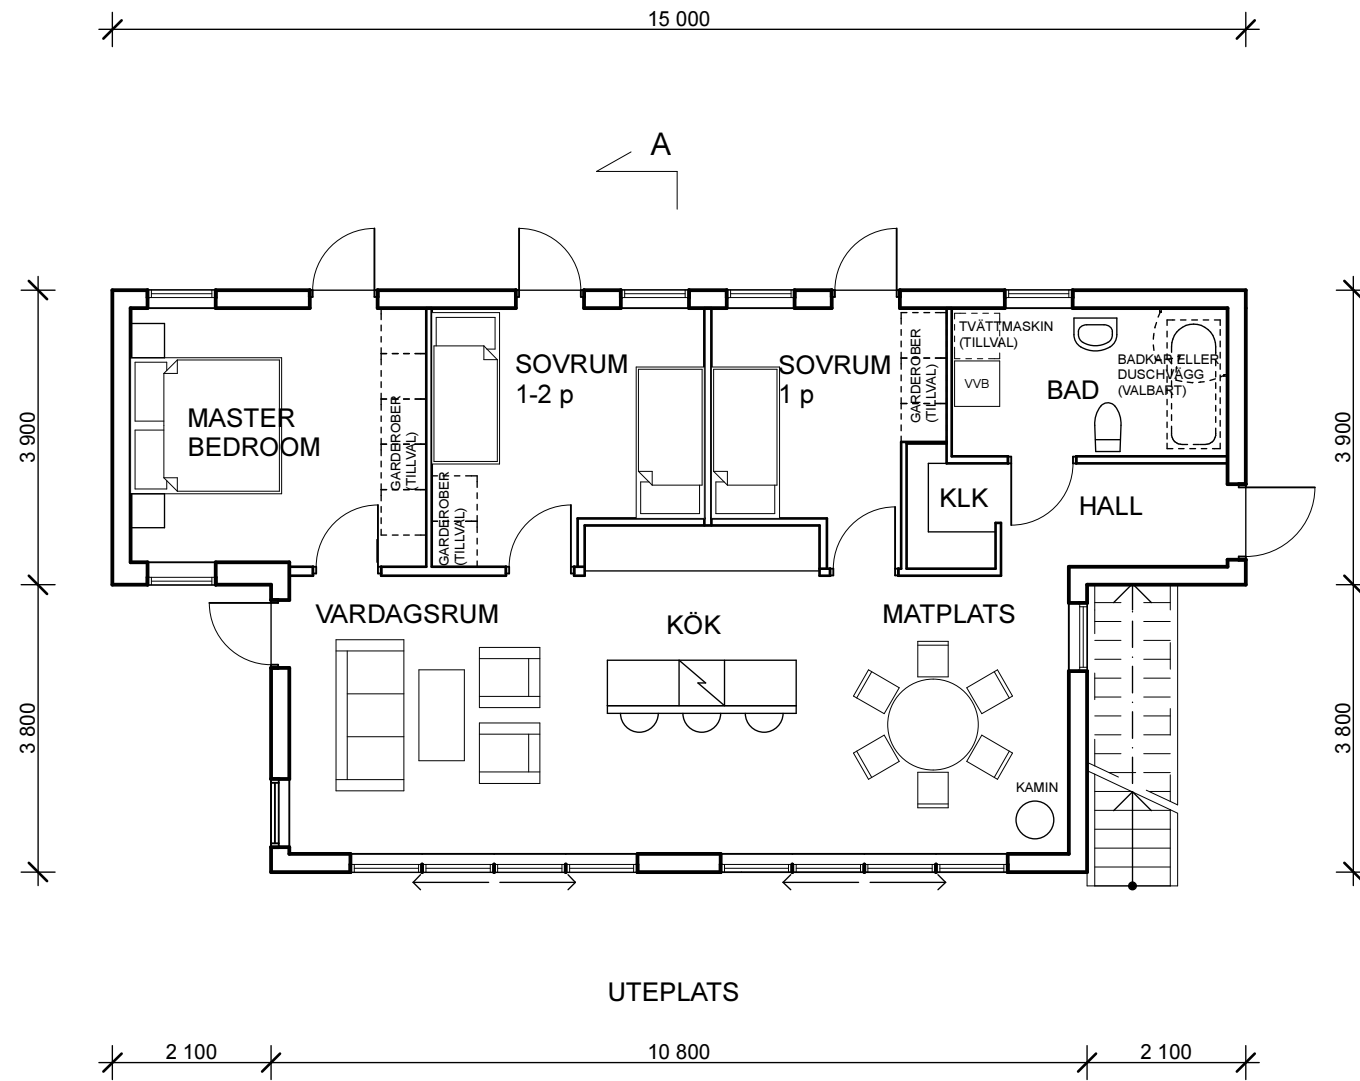 15 000
A
SOVRUM
1-2 p
SOVRUM
1 p
TVÄTTMASKIN
(TILLVAL)
VVB
BAD
BADKAR ELLER
DUSCHVÄGG
(VALBART)
MASTER
BEDROOM
GARDEROBER
(TILLVAL)
GARDEROBER
(TILLVAL)
GARDEROBER
(TILLVAL)
3 900
3 900
KLK
HALL
VARDAGSRUM
KÖK
MATPLATS
3 800
3 800
KAMIN
UTEPLATS
2 100
10 800
2 100